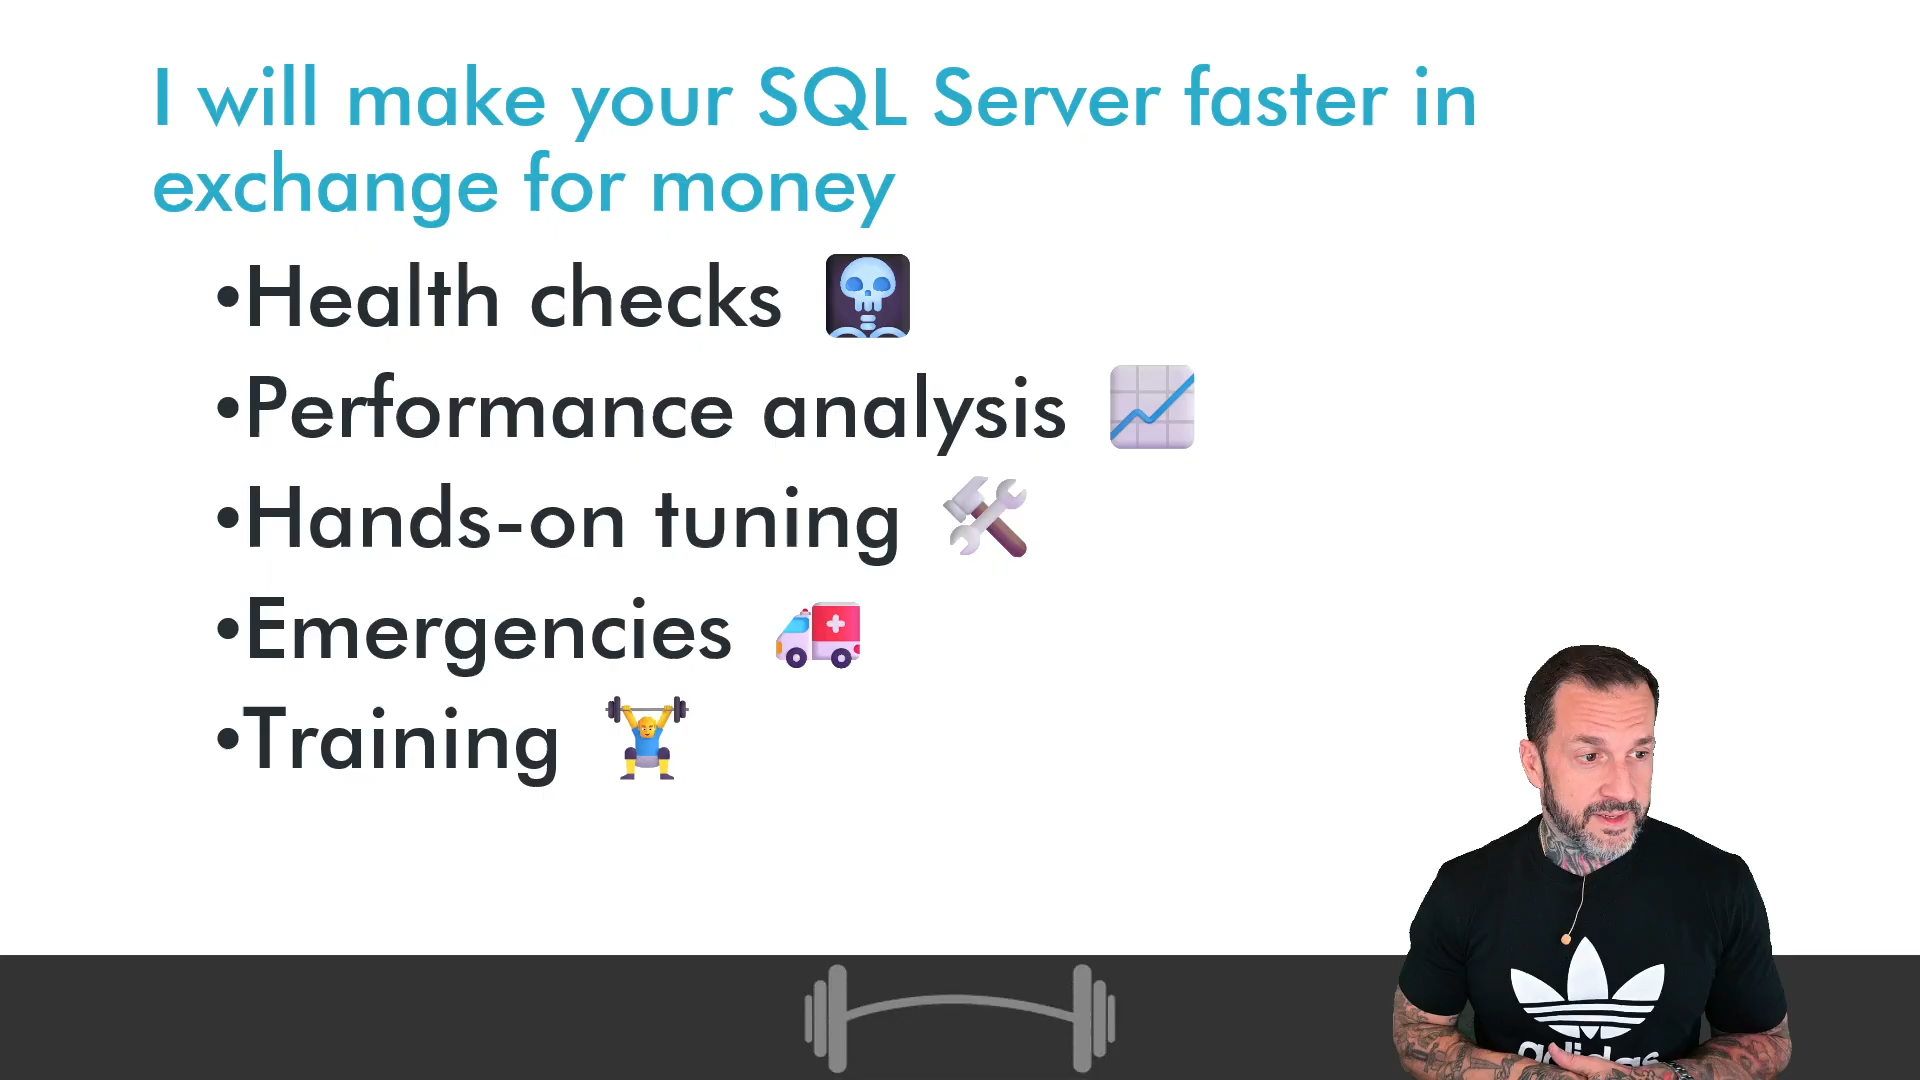 I will make your SQL Server faster in
exchange for money
•Health checks
•Performance analysis
•Hands-on tuning
•Emergencies
•Training
adidas